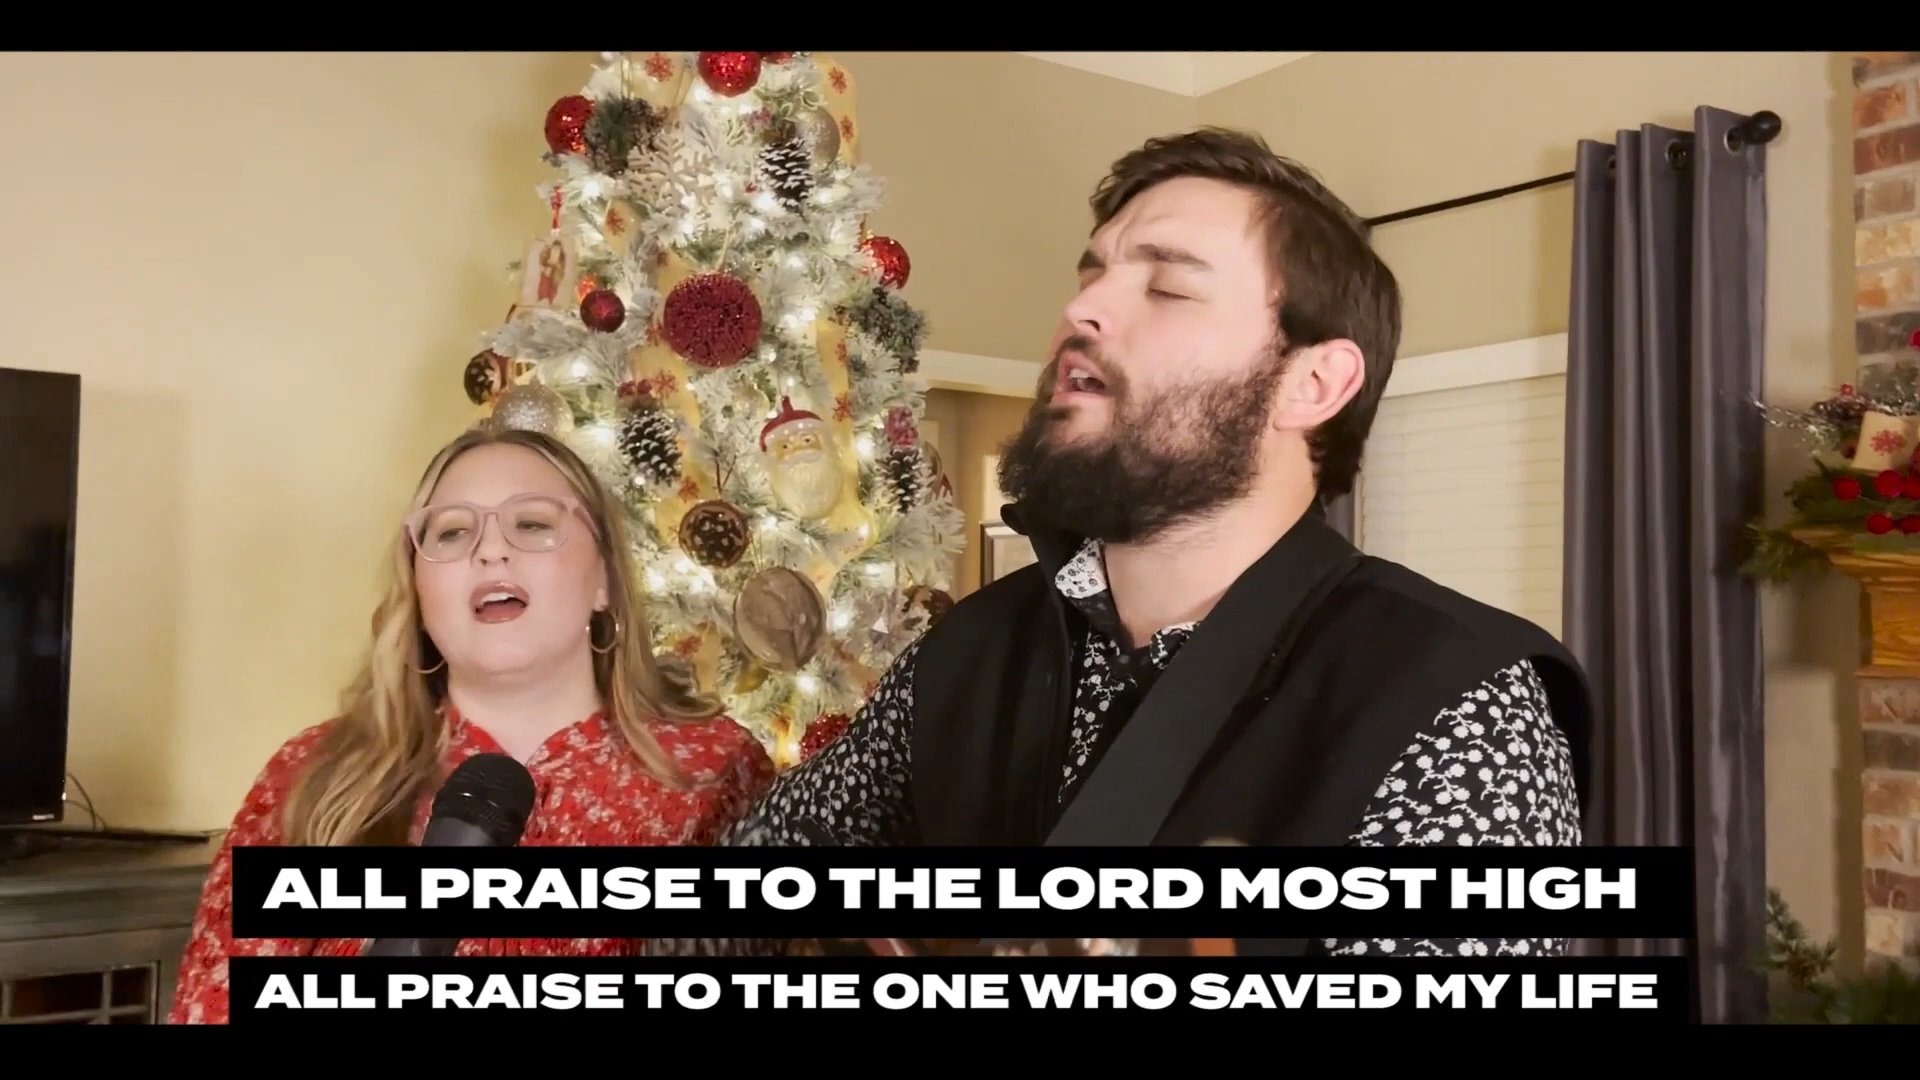 ALL PRAISE TO THE LORD MOST HIGH
ALL PRAISE TO THE ONE WHO SAVED MY LIFE